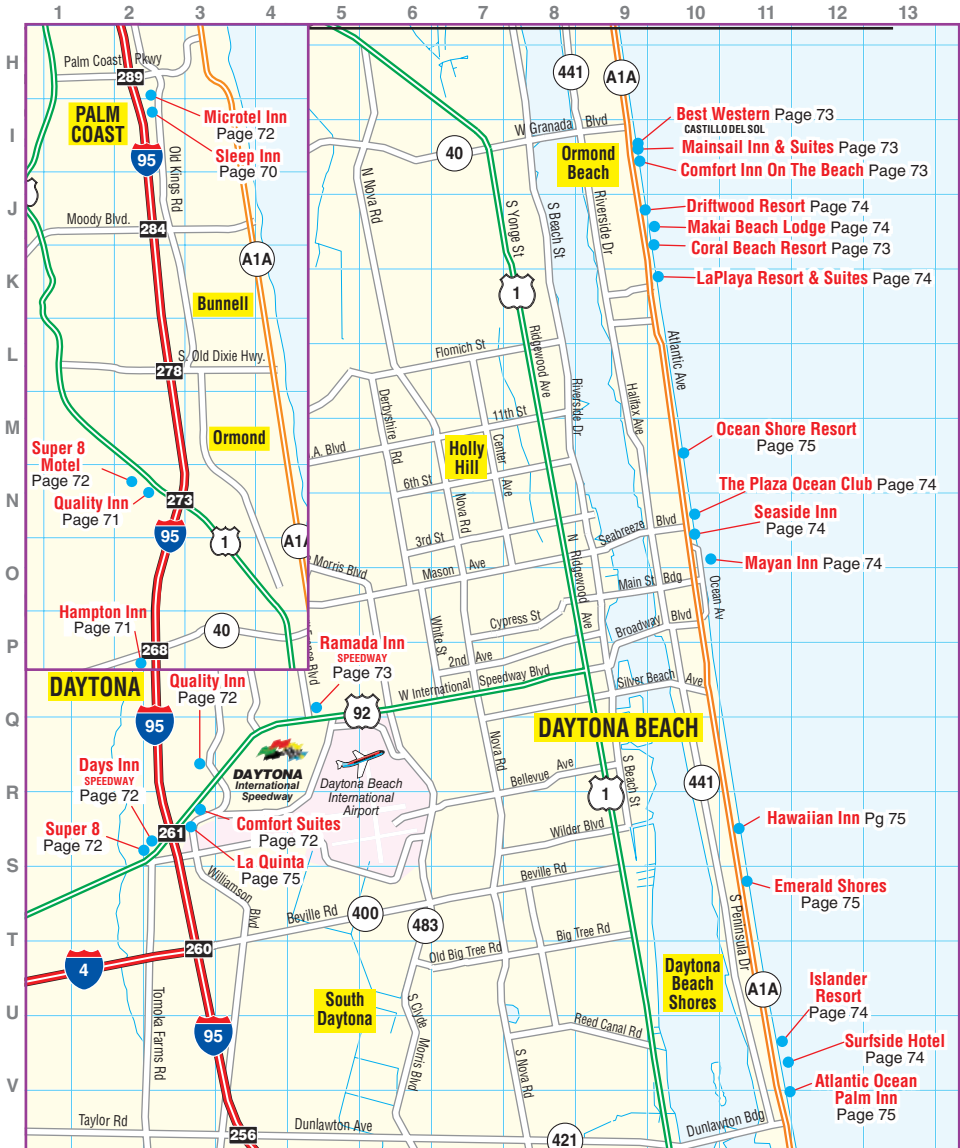 1 2 3 4 5 6 7 8 9 10 11 12 13
H
I
J
K
L
M
N
O
P
Q
R
S
T
U
V
Palm Coast Pkwy
289
PALM
COAST
Microtel Inn
Page 72
Sleep Inn
Page 70
95
Old Kings Rd
Moody Blvd.
284
A1A
Bunnell
S. Old Dixie Hwy.
278
Ormond
Super 8
Motel
Page 72
Quality Inn
Page 71
273
95
1
A1A
Hampton Inn
Page 71
40
268
441
A1A
W Granada Blvd
40
Ormond
Beach
N Nova Rd
S Yonge St
S Beach St
Riverside Dr
Best Western Page 73
CASTILLO DEL SOL
Mainsail Inn & Suites Page 73
Comfort Inn On The Beach Page 73
Driftwood Resort Page 74
Makai Beach Lodge Page 74
Coral Beach Resort Page 73
LaPlaya Resort & Suites Page 74
1
Ridgewood Ave
Atlantic Ave
Flomich St
Derbyshire
Rd
11th St
Riverside Dr
Halifax Ave
.A. Blvd
Holly
Hill
Center
Ave
6th St
Nova Rd
Ocean Shore Resort
Page 75
The Plaza Ocean Club Page 74
Seaside Inn
Page 74
Mayan Inn Page 74
3rd St
Seabreeze Blvd
Mason Ave
Morris Blvd
N Ridgewood Ave
Main St Bdg
Ocean Av
Cypress St
White St
Broadway Blvd
2nd Ave
Ramada Inn
SPEEDWAY
Page 73
W International Speedway Blvd
Silver Beach Ave
92
DAYTONA
Quality Inn
Page 72
95
DAYTONA BEACH
DAYTONA
International
Speedway
Daytona Beach
International
Airport
Nova Rd
Bellevue Ave
S Beach St
441
1
Days Inn
SPEEDWAY
Page 72
Super 8
Page 72
261
Comfort Suites
Page 72
La Quinta
Page 75
Wilder Blvd
Hawaiian Inn Pg 75
Williamson Blvd
Beville Rd
Beville Rd
Emerald Shores
Page 75
400
483
260
4
Old Big Tree Rd
Big Tree Rd
S Peninsula Dr
Daytona
Beach
Shores
A1A
Islander
Resort
Page 74
Tomoka Farms Rd
South
Daytona
S Clyde Morris Blvd
Reed Canal Rd
95
Surfside Hotel
Page 74
S Nova Rd
Atlantic Ocean
Palm Inn
Page 75
Taylor Rd
256
Dunlawton Ave
421
Dunlawton Bdg